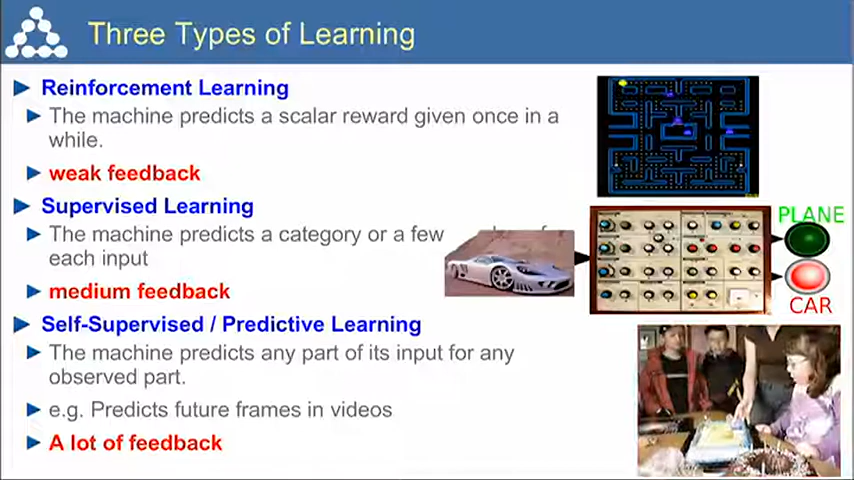 Three Types of Learning
Reinforcement Learning
The machine predicts a scalar reward given once in a
while.
weak feedback
Supervised Learning
The machine predicts a category or a few
each input
medium feedback
PLANE
CAR
Self-Supervised / Predictive Learning
The machine predicts any part of its input for any
observed part.
e.g. Predicts future frames in videos
A lot of feedback